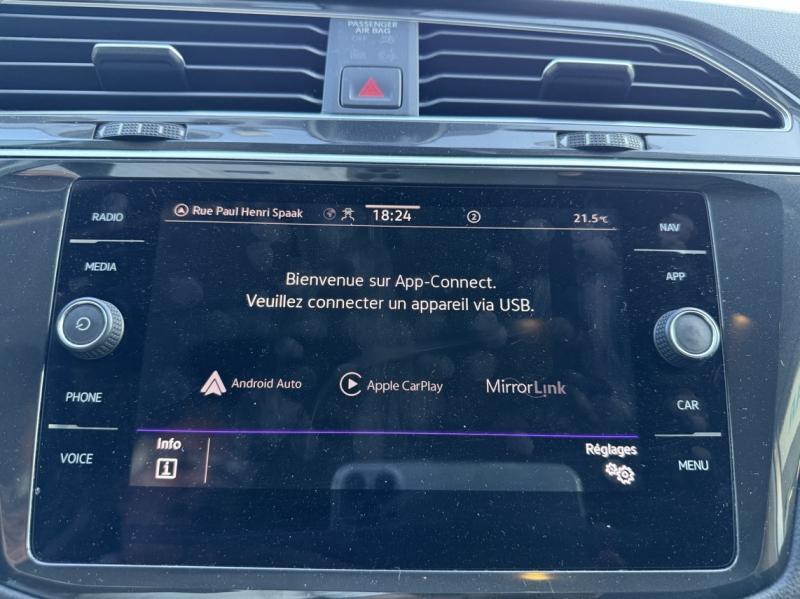 PASSENGER
AIR BAG
RADIO
MEDIA
PHONE
VOICE
Rue Paul Henri Spaak
18:24
2
21.5°C
Bienvenue sur App-Connect.
Veuillez connecter un appareil via USB.
Android Auto
Apple CarPlay
MirrorLink
Info
i
Réglages
NAV
APP
CAR
MENU